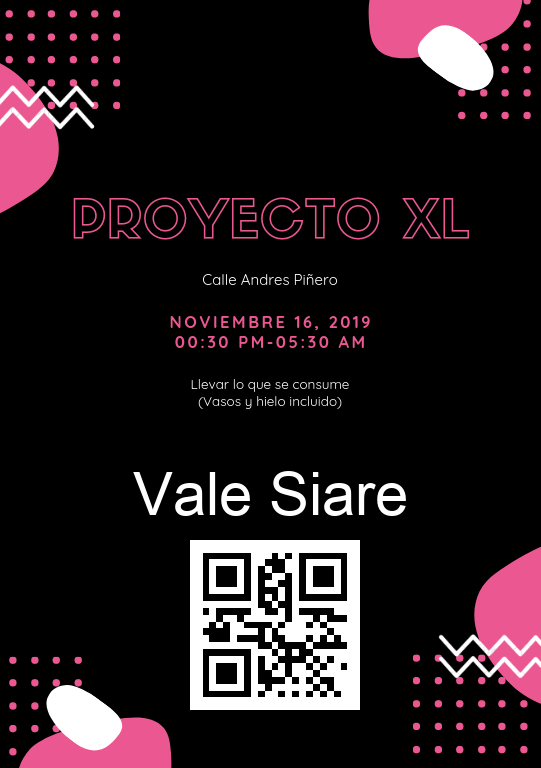 PROYECTO XL
Calle Andres Piñero
NOVIEMBRE 16, 2019
00:30 PM-05:30 AM
Llevar lo que se consume
(Vasos y hielo incluido)
Vale Siare